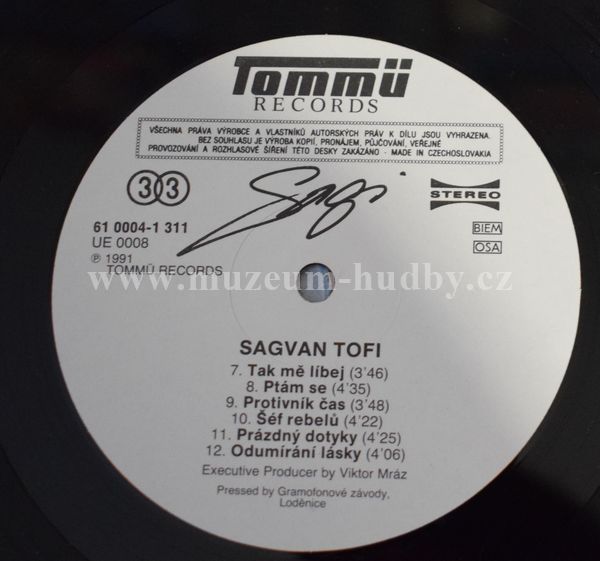 Tommü
RECORDS
VŠECHNA PRÁVA VÝROBCE A VLASTNÍKŮ AUTORSKÝCH PRÁV K DÍLU JSOU VYHRAZENA.
BEZ SOUHLASU JE VÝROBA KOPIÍ, PRONÁJEM, PŮJČOVÁNÍ, VEŘEJNÉ
PROVOZOVÁNÍ A ROZHLASOVÉ ŠÍŘENÍ TÉTO DESKY ZAKÁZÁNO - MADE IN CZECHOSLOVAKIA
33
Sagi
STEREO
61 0004-1 311
UE 0008
BIEM
OSA
℗ 1991
TOMMÜ RECORDS
www.muzeum-hudby.cz
SAGVAN TOFI
7. Tak mě líbej (3'46)
8. Ptám se (4'35)
9. Protivník čas (3'48)
10. Šéf rebelů (4'22)
11. Prázdný dotyky (4'25)
12. Odumírání lásky (4'06)
Executive Producer by Viktor Mráz
Pressed by Gramofonové závody,
Loděnice